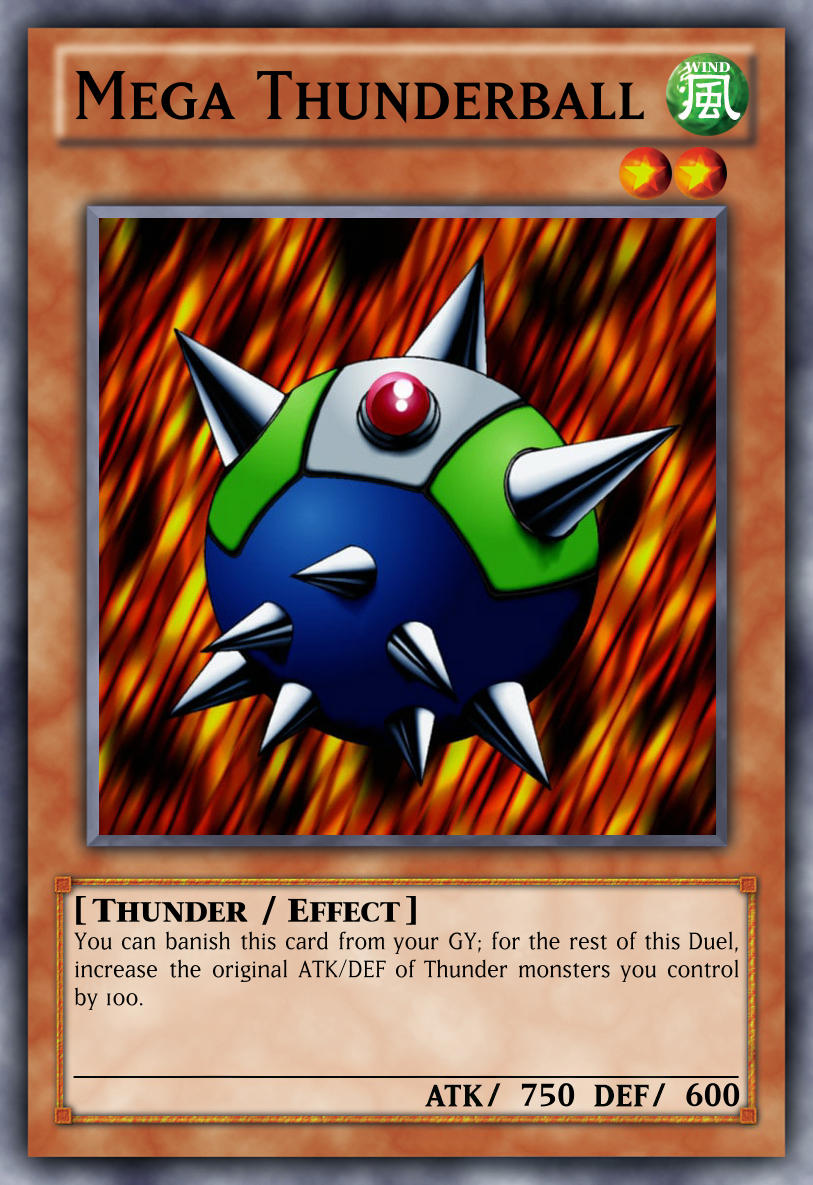 MEGA THUNDERBALL
WIND
風
[ THUNDER / EFFECT ]
You can banish this card from your GY; for the rest of this Duel,
increase the original ATK/DEF of Thunder monsters you control
by 100.
ATK/ 750 DEF/ 600